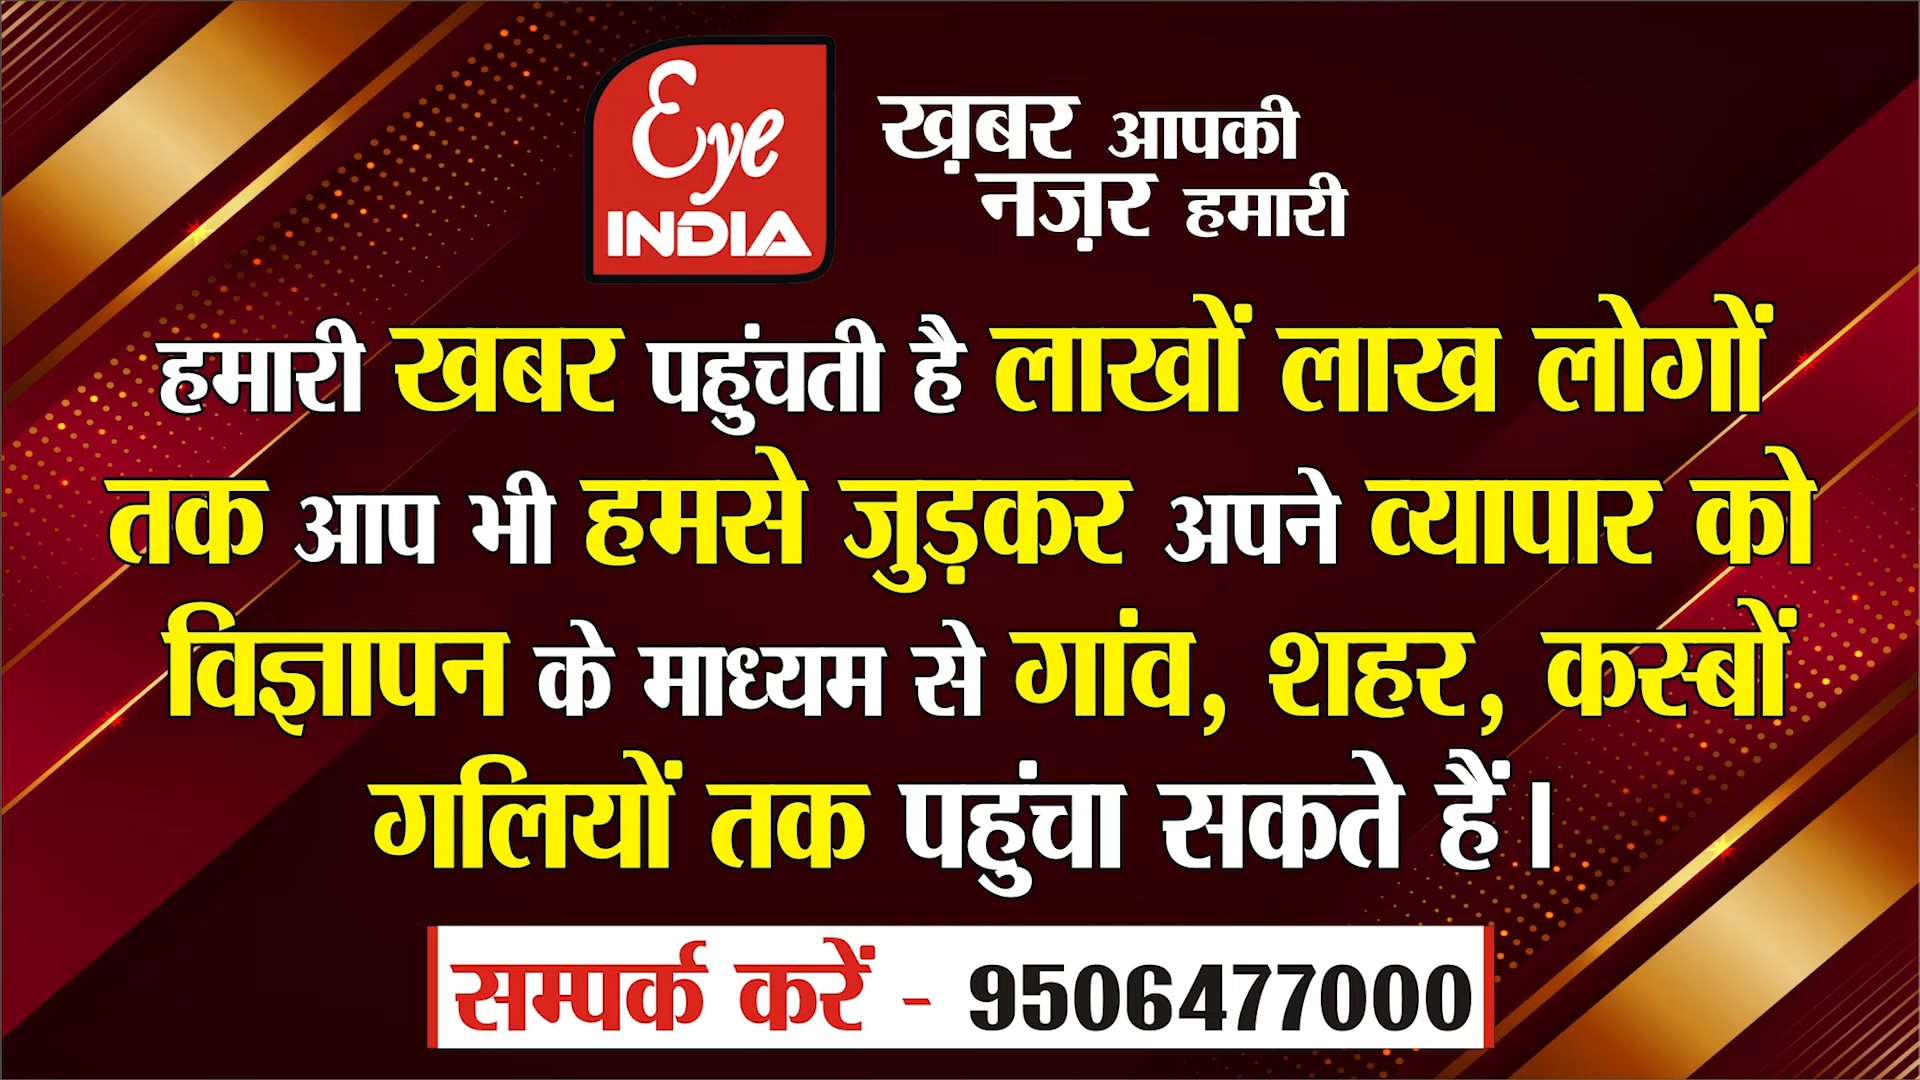 Eye
INDIA
ख़बर आपकी
नज़र हमारी
हमारी खबर पहुंचती है लाखों लाख लोगों
तक आप भी हमसे जुड़कर अपने व्यापार को
विज्ञापन के माध्यम से गांव, शहर, कस्बों
गलियों तक पहुंचा सकते हैं।
सम्पर्क करें - 9506477000